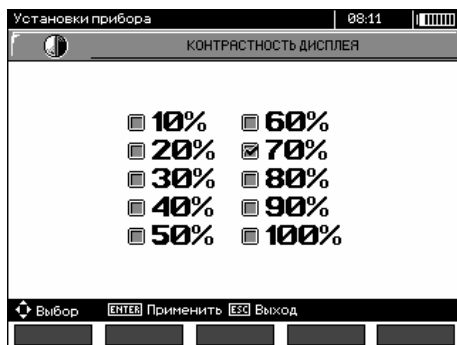 Установки прибора 08:11
КОНТРАСТНОСТЬ ДИСПЛЕЯ
10% 60%
20% 70%
30% 80%
40% 90%
50% 100%
Выбор ENTER Применить ESC Выход